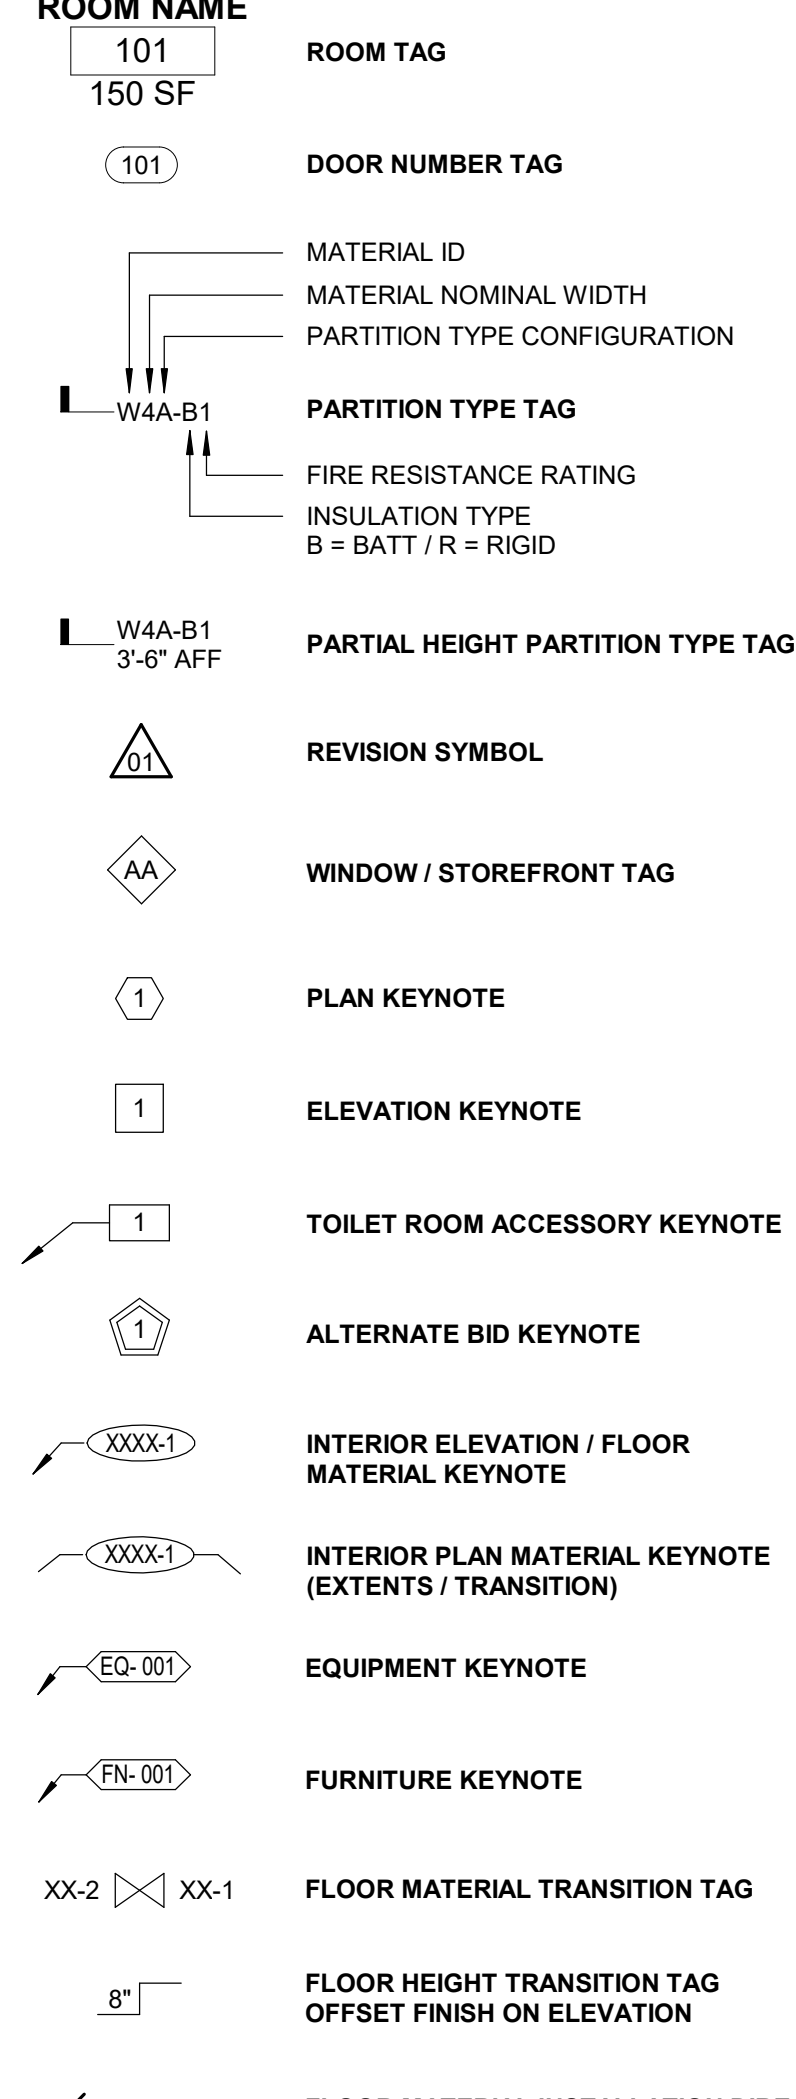 ROOM NAME
101 ROOM TAG
150 SF
101 DOOR NUMBER TAG
MATERIAL ID
MATERIAL NOMINAL WIDTH
PARTITION TYPE CONFIGURATION
W4A-B1 PARTITION TYPE TAG
FIRE RESISTANCE RATING
INSULATION TYPE
B = BATT / R = RIGID
W4A-B1
3'-6" AFF
PARTIAL HEIGHT PARTITION TYPE TAG
01 REVISION SYMBOL
AA WINDOW / STOREFRONT TAG
1 PLAN KEYNOTE
1 ELEVATION KEYNOTE
1 TOILET ROOM ACCESSORY KEYNOTE
1 ALTERNATE BID KEYNOTE
XXXX-1 INTERIOR ELEVATION / FLOOR
MATERIAL KEYNOTE
XXXX-1 INTERIOR PLAN MATERIAL KEYNOTE
(EXTENTS / TRANSITION)
EQ- 001 EQUIPMENT KEYNOTE
FN- 001 FURNITURE KEYNOTE
XX-2 XX-1 FLOOR MATERIAL TRANSITION TAG
8" FLOOR HEIGHT TRANSITION TAG
OFFSET FINISH ON ELEVATION